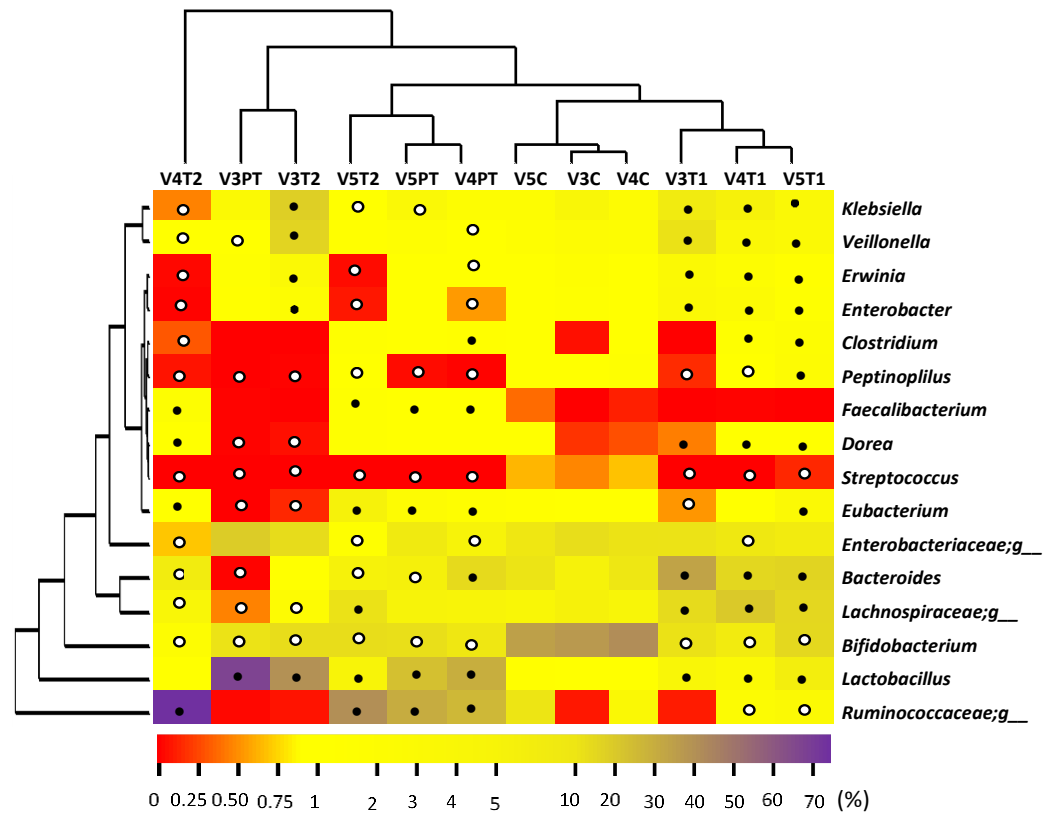 V4T2 V3PT V3T2 V5T2 V5PT V4PT V5C V3C V4C V3T1 V4T1 V5T1
Klebsiella
Veillonella
Erwinia
Enterobacter
Clostridium
Peptinoplilus
Faecalibacterium
Dorea
Streptococcus
Eubacterium
Enterobacteriaceae;g__
Bacteroides
Lachnospiraceae;g__
Bifidobacterium
Lactobacillus
Ruminococcaceae;g__
0 0.25 0.50 0.75 1 2 3 4 5 10 20 30 40 50 60 70 (%)